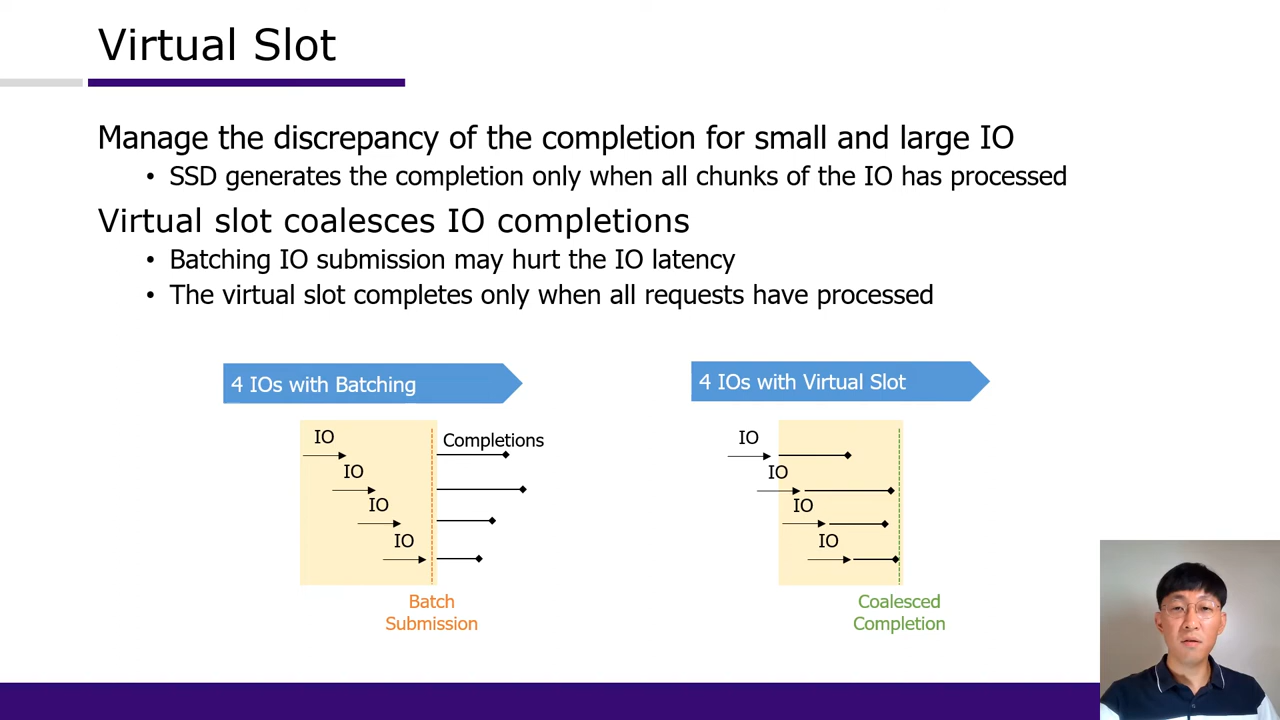 Virtual Slot
Manage the discrepancy of the completion for small and large IO
• SSD generates the completion only when all chunks of the IO has processed
Virtual slot coalesces IO completions
• Batching IO submission may hurt the IO latency
• The virtual slot completes only when all requests have processed
4 IOs with Batching
IO
Completions
IO
IO
IO
Batch
Submission
4 IOs with Virtual Slot
IO
IO
IO
IO
Coalesced
Completion